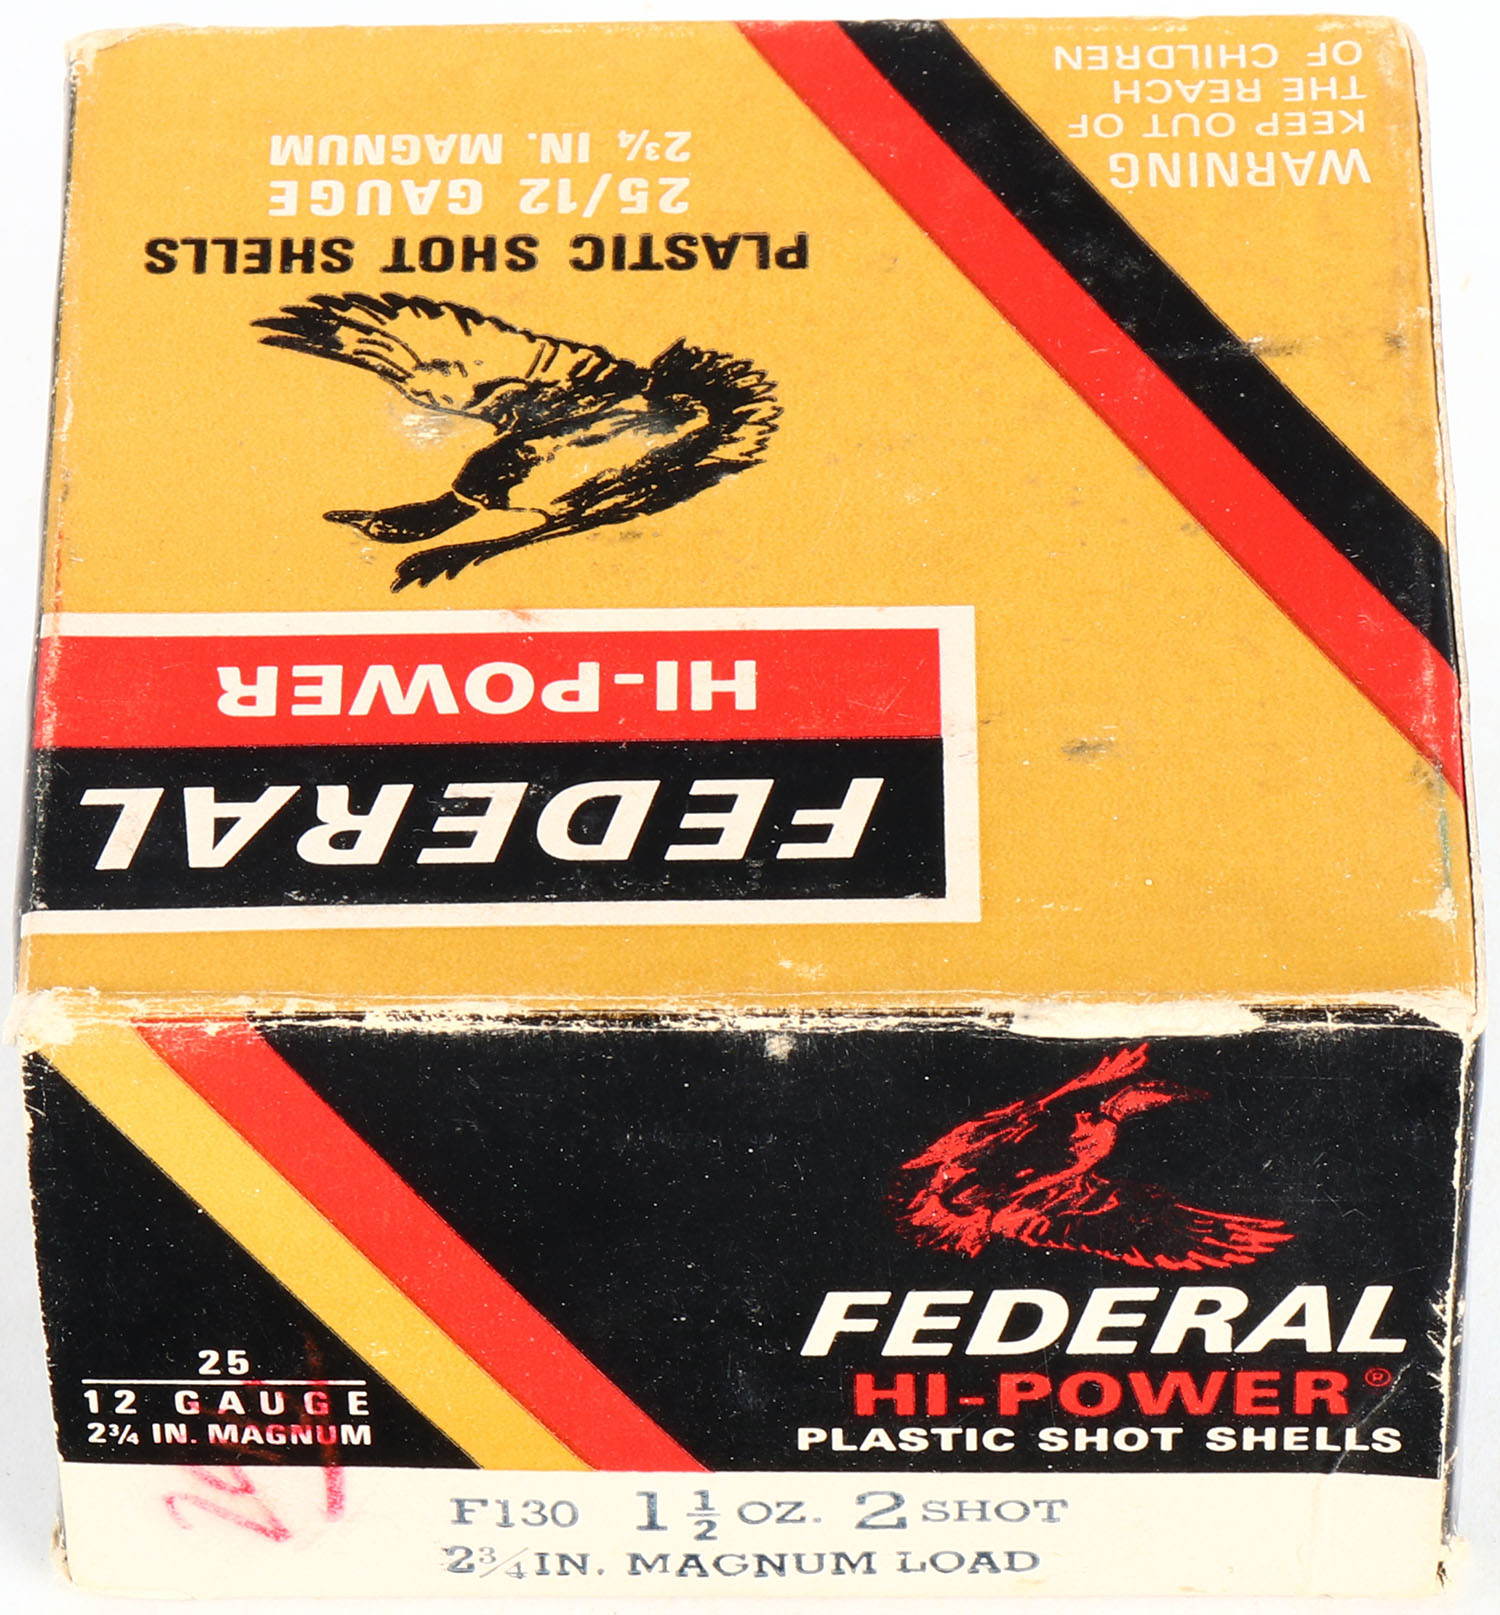 WARNING
KEEP OUT OF
THE REACH
OF CHILDREN
FEDERAL
HI-POWER
PLASTIC SHOT SHELLS
25/12 GAUGE
2¾ IN. MAGNUM
FEDERAL
HI-POWER®
PLASTIC SHOT SHELLS
25
12 GAUGE
2¾ IN. MAGNUM
F130 1½ OZ. 2 SHOT
2¾ IN. MAGNUM LOAD